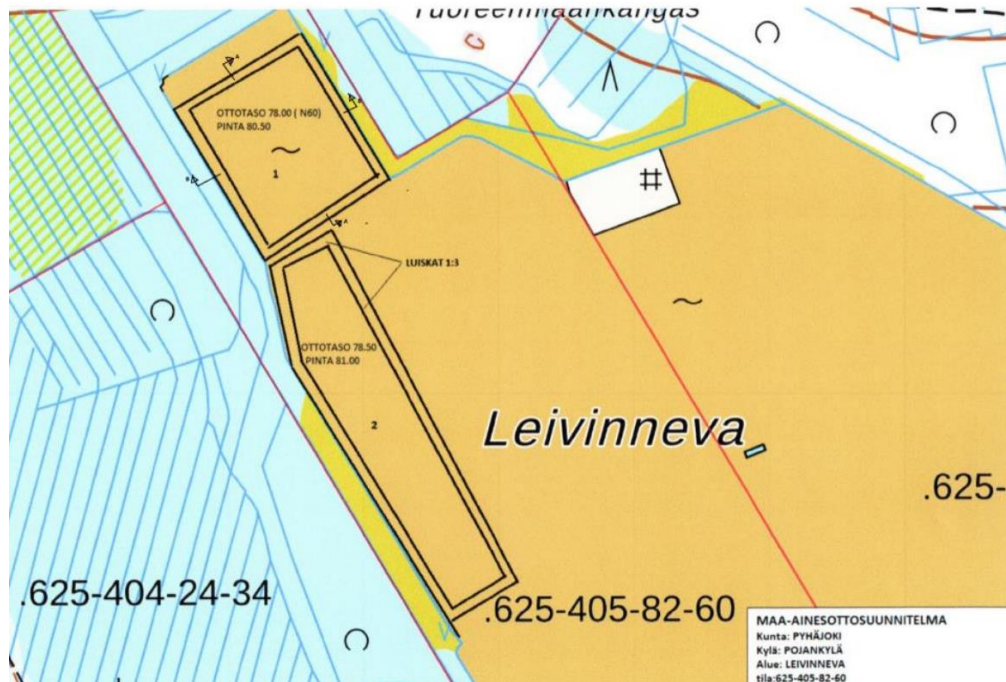 Tuoreenmaankangas
OTTOTASO 78.00 ( N60)
PINTA 80.50
1
LUISKAT 1:3
OTTOTASO 78.50
PINTA 81.00
2
Leivinneva
.625-
.625-404-24-34
.625-405-82-60
MAA-AINESOTTOSUUNNITELMA
Kunta: PYHÄJOKI
Kylä: POJANKYLÄ
Alue: LEIVINNEVA
tila:625-405-82-60